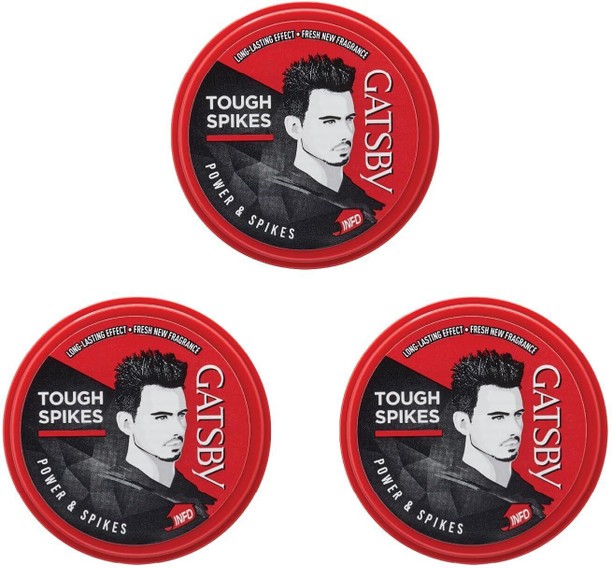 LONG-LASTING EFFECT • FRESH NEW FRAGRANCE
TOUGH
SPIKES
GATSBY
POWER & SPIKES
INFO
LONG-LASTING EFFECT • FRESH NEW FRAGRANCE
TOUGH
SPIKES
GATSBY
POWER & SPIKES
INFO
LONG-LASTING EFFECT • FRESH NEW FRAGRANCE
TOUGH
SPIKES
GATSBY
POWER & SPIKES
INFO